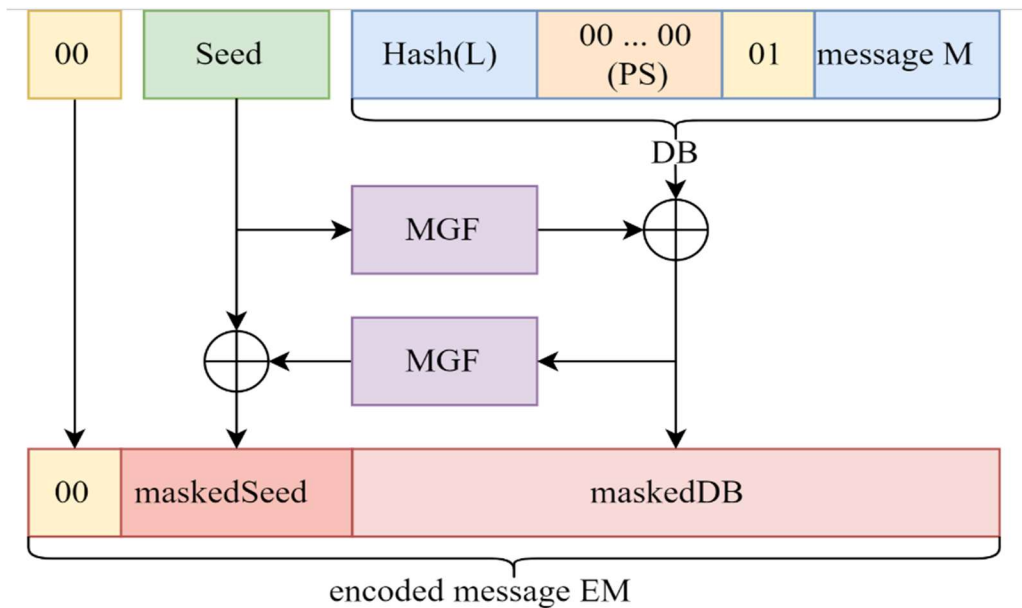 00
Seed
Hash(L)
00 ... 00
(PS)
01
message M
DB
MGF
MGF
00
maskedSeed
maskedDB
encoded message EM